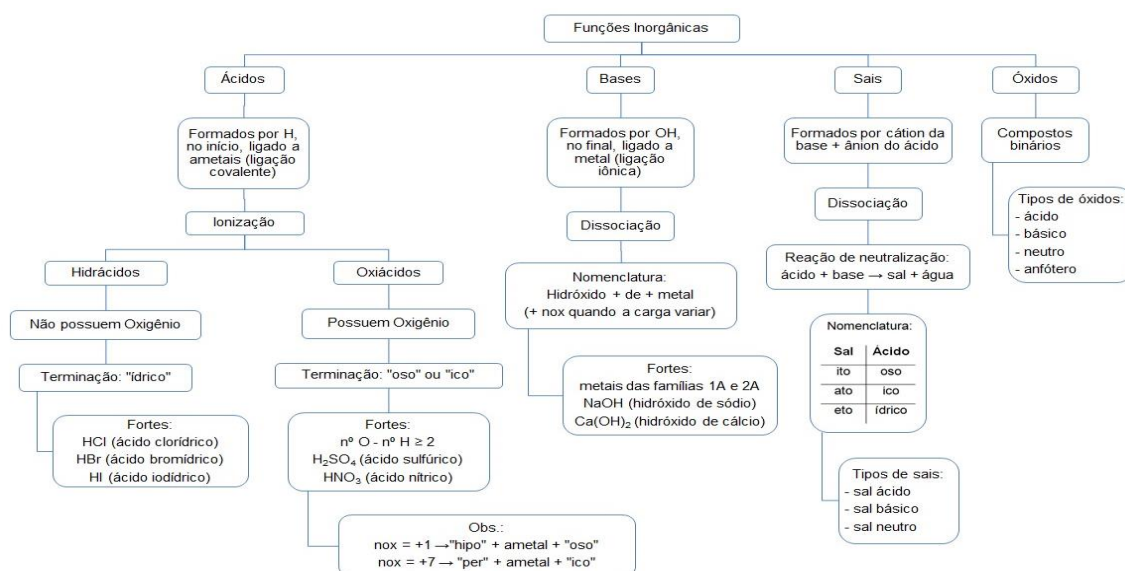 Funções Inorgânicas
Ácidos
Formados por H,
no início, ligado a
ametais (ligação
covalente)
Ionização
Hidrácidos
Não possuem Oxigênio
Terminação: "ídrico"
Fortes:
HCl (ácido clorídrico)
HBr (ácido bromídrico)
HI (ácido iodídrico)
Oxiácidos
Possuem Oxigênio
Terminação: "oso" ou "ico"
Fortes:
nº O - nº H ≥ 2
H₂SO₄ (ácido sulfúrico)
HNO₃ (ácido nítrico)
Obs.:
nox = +1 →"hipo" + ametal + "oso"
nox = +7 →"per" + ametal + "ico"
Bases
Formados por OH,
no final, ligado a
metal (ligação
iônica)
Dissociação
Nomenclatura:
Hidróxido + de + metal
(+ nox quando a carga variar)
Fortes:
metais das famílias 1A e 2A
NaOH (hidróxido de sódio)
Ca(OH)₂ (hidróxido de cálcio)
Sais
Formados por cátion da
base + ânion do ácido
Dissociação
Reação de neutralização:
ácido + base → sal + água
Nomenclatura:
Sal Ácido
ito oso
ato ico
eto ídrico
Tipos de sais:
- sal ácido
- sal básico
- sal neutro
Óxidos
Compostos
binários
Tipos de óxidos:
- ácido
- básico
- neutro
- anfótero